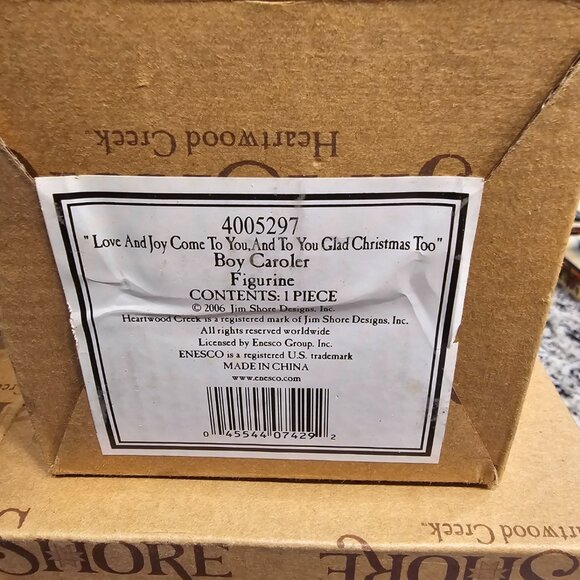 Heartwood Creek™
4005297
"Love And Joy Come To You, And To You Glad Christmas Too"
Boy Caroler
Figurine
CONTENTS: 1 PIECE
© 2006 Jim Shore Designs, Inc.
Heartwood Creek is a registered mark of Jim Shore Designs, Inc.
All rights reserved worldwide
Licensed by Enesco Group, Inc.
ENESCO is a registered U.S. trademark
MADE IN CHINA
www.enesco.com
0 45544 07429 2
Heartwood Creek™
SHORE